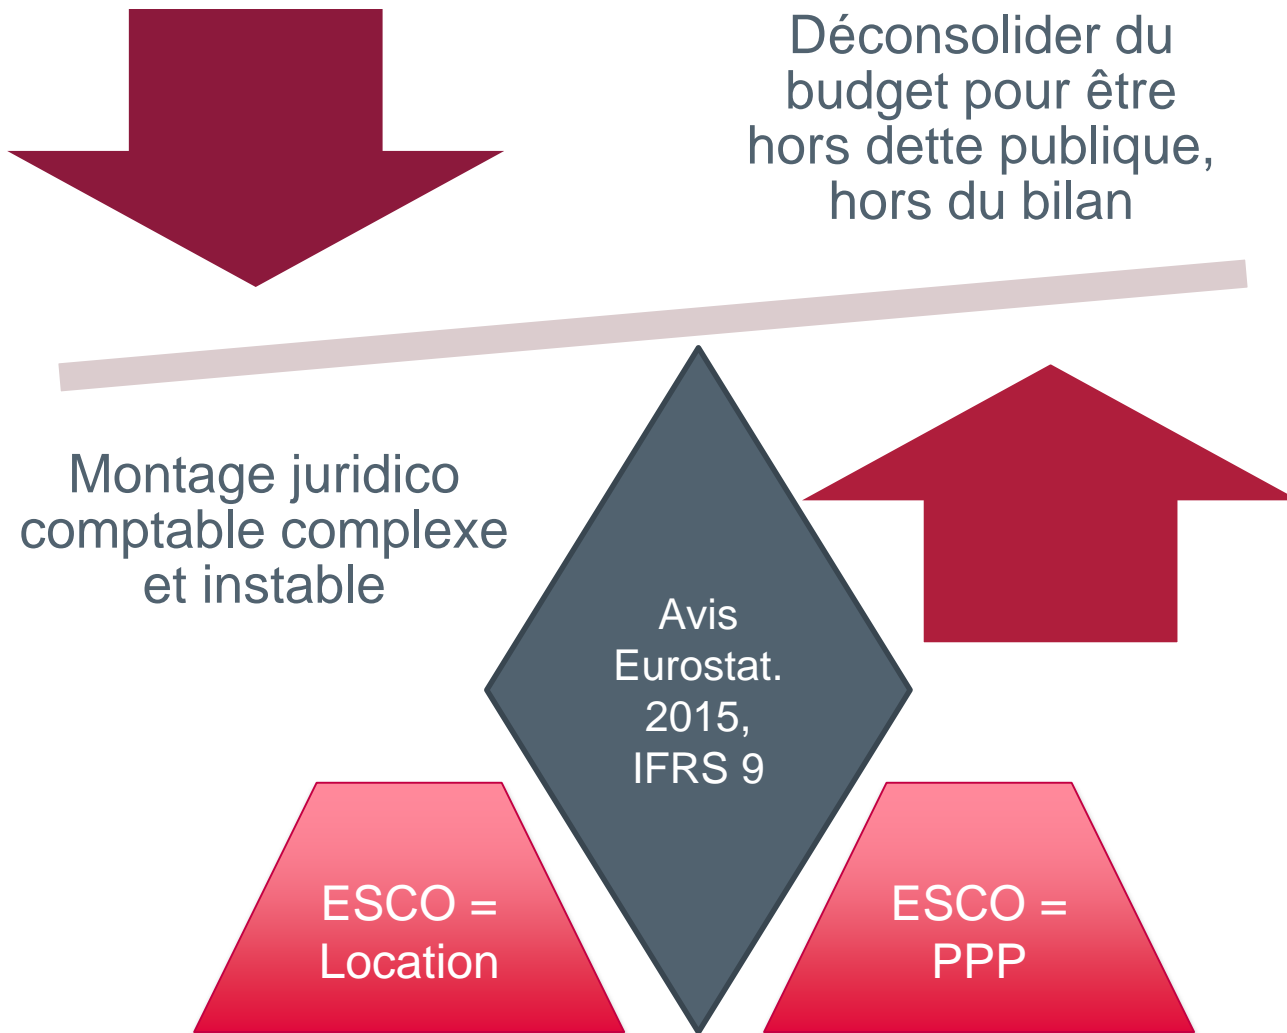 Déconsolider du
budget pour être
hors dette publique,
hors du bilan
Montage juridico
comptable complexe
et instable
Avis
Eurostat.
2015,
IFRS 9
ESCO =
Location
ESCO =
PPP